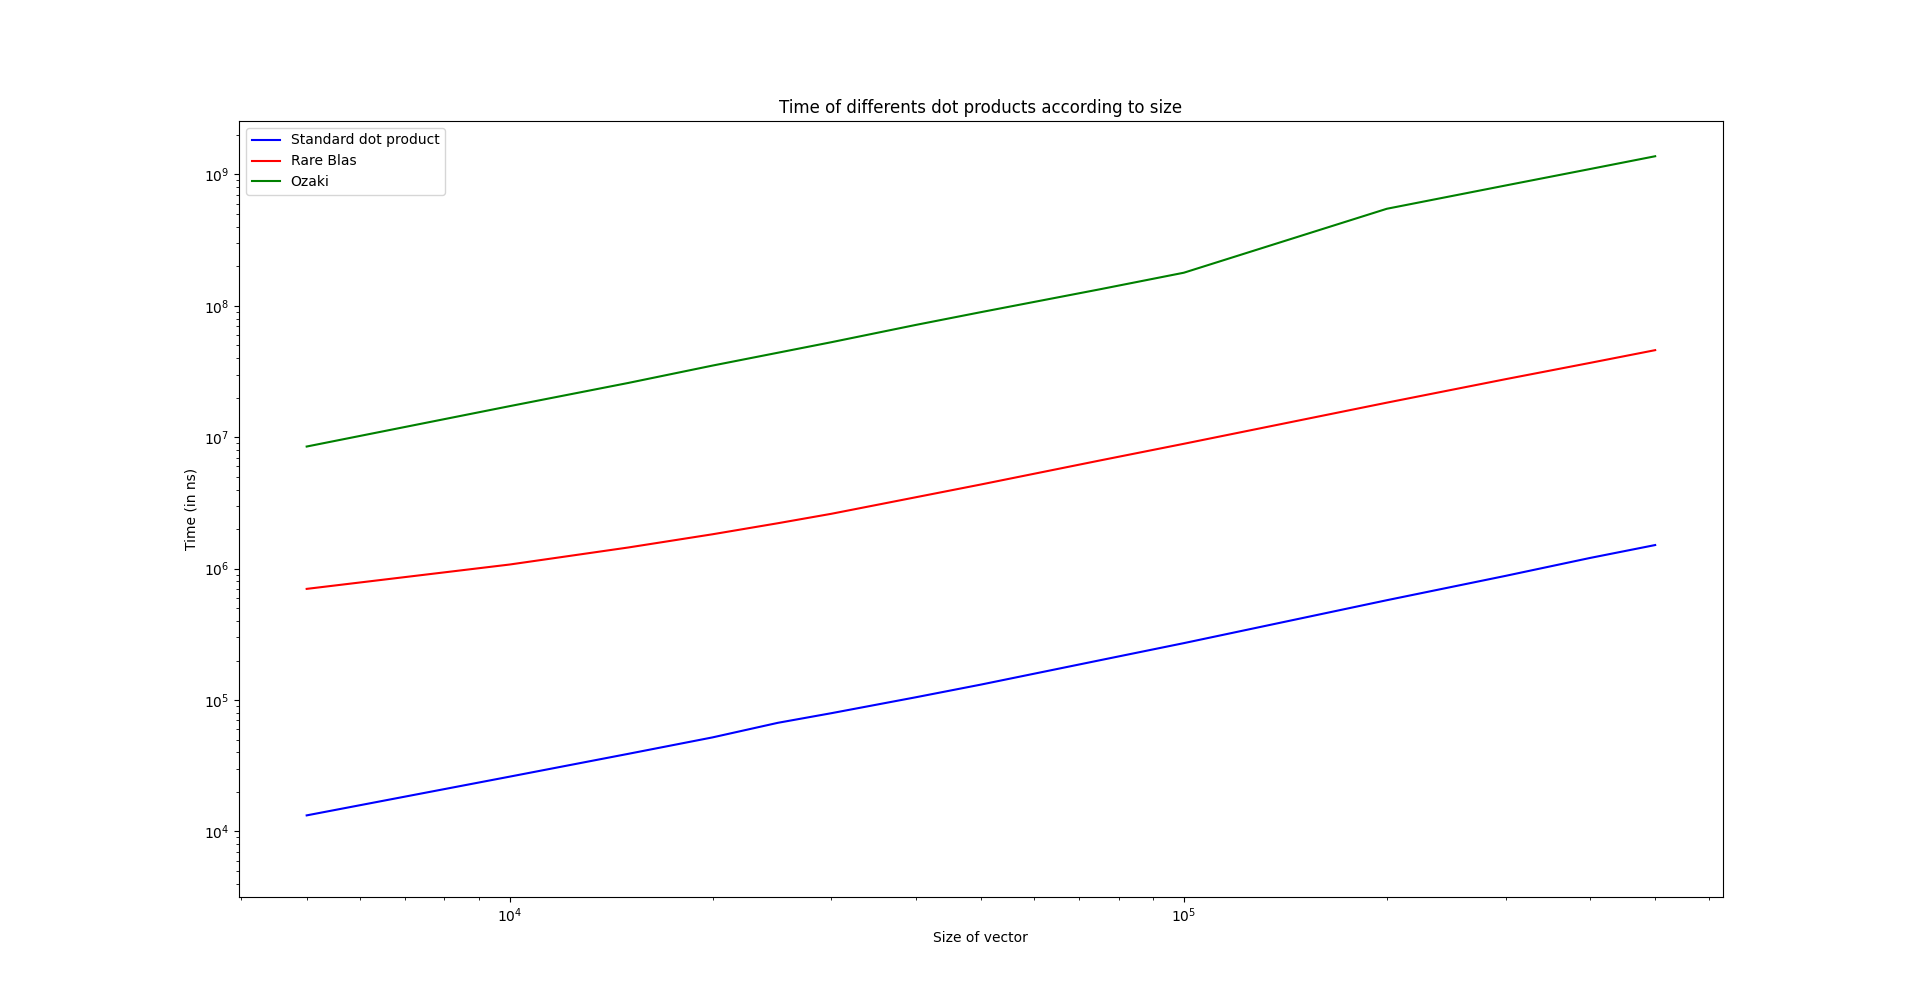 Time of differents dot products according to size
Standard dot product
Rare Blas
Ozaki
10⁹
10⁸
10⁷
10⁶
10⁵
10⁴
Time (in ns)
10⁴
10⁵
Size of vector